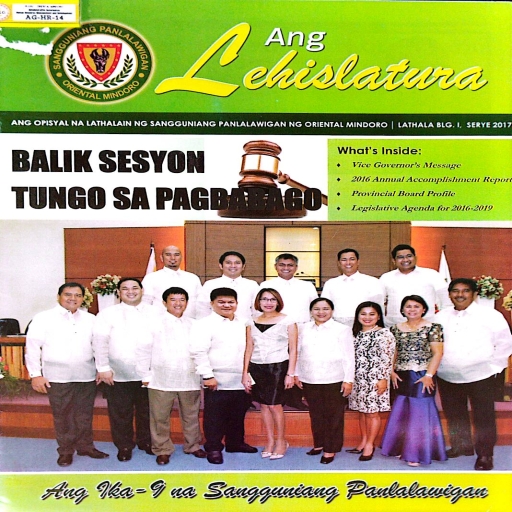 AG-HR-14
SANGGUNIANG PANLALAWIGAN
ORIENTAL MINDORO
Ang
Lehislatura
ANG OPISYAL NA LATHALAIN NG SANGGUNIANG PANLALAWIGAN NG ORIENTAL MINDORO | LATHALA BLG. I, SERYE 2017
BALIK SESYON
TUNGO SA PAGBABAGO
What's Inside:
• Vice Governor's Message
• 2016 Annual Accomplishment Report
• Provincial Board Profile
• Legislative Agenda for 2016-2019
Ang Ika-9 na Sangguniang Panlalawigan